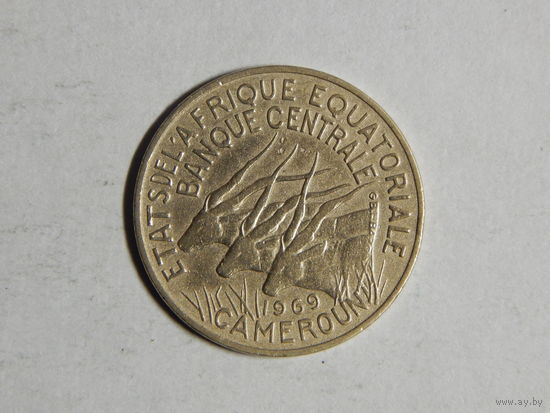 ETATS DE L'AFRIQUE EQUATORIALE
BANQUE CENTRALE
1969
CAMEROUN
www.ay.by